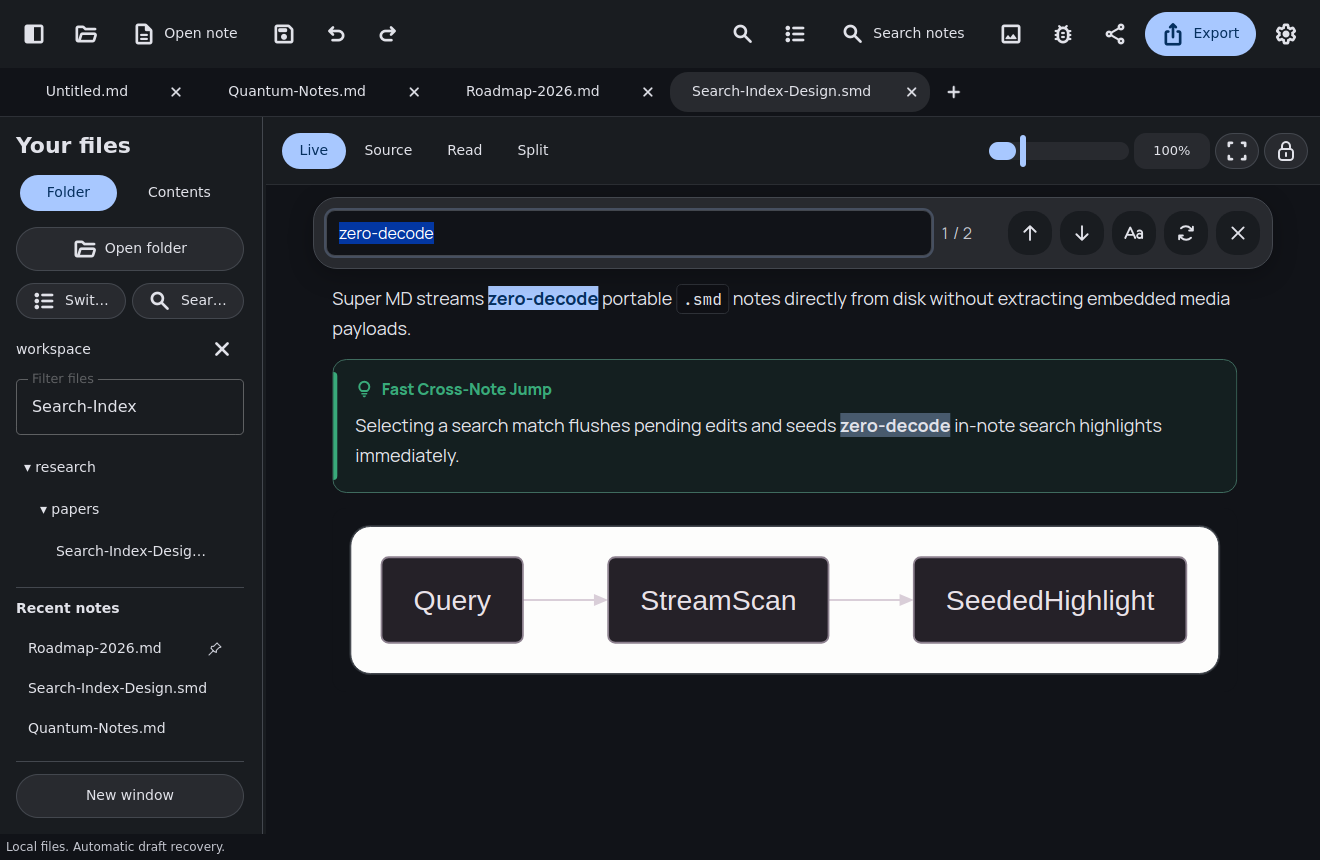 Open note
Search notes
Export
Untitled.md
Quantum-Notes.md
Roadmap-2026.md
Search-Index-Design.smd
Your files
Folder
Contents
Open folder
Swit...
Sear...
workspace
Filter files
Search-Index
▾ research
▾ papers
Search-Index-Desig...
Recent notes
Roadmap-2026.md
Search-Index-Design.smd
Quantum-Notes.md
New window
Local files. Automatic draft recovery.
Live
Source
Read
Split
100%
zero-decode
1 / 2
Aa
Super MD streams zero-decode portable .smd notes directly from disk without extracting embedded media
payloads.
Fast Cross-Note Jump
Selecting a search match flushes pending edits and seeds zero-decode in-note search highlights
immediately.
Query
StreamScan
SeededHighlight